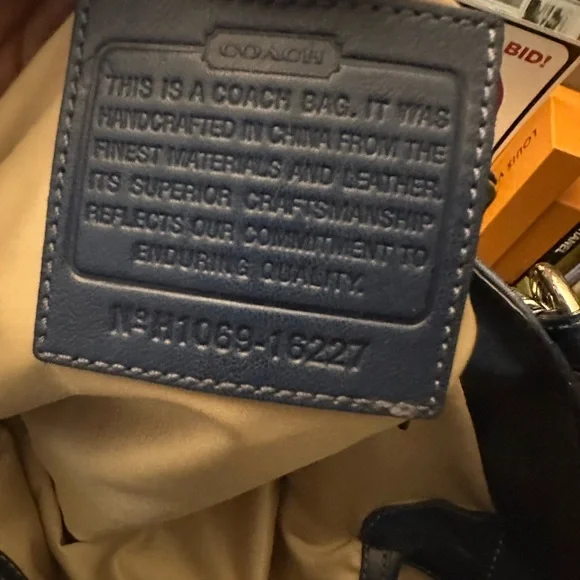 COACH
THIS IS A COACH BAG. IT WAS
HANDCRAFTED IN CHINA FROM THE
FINEST MATERIALS AND LEATHER.
ITS SUPERIOR CRAFTSMANSHIP
REFLECTS OUR COMMITMENT TO
ENDURING QUALITY.
Nº H1069-16227
BID!
LOUIS V